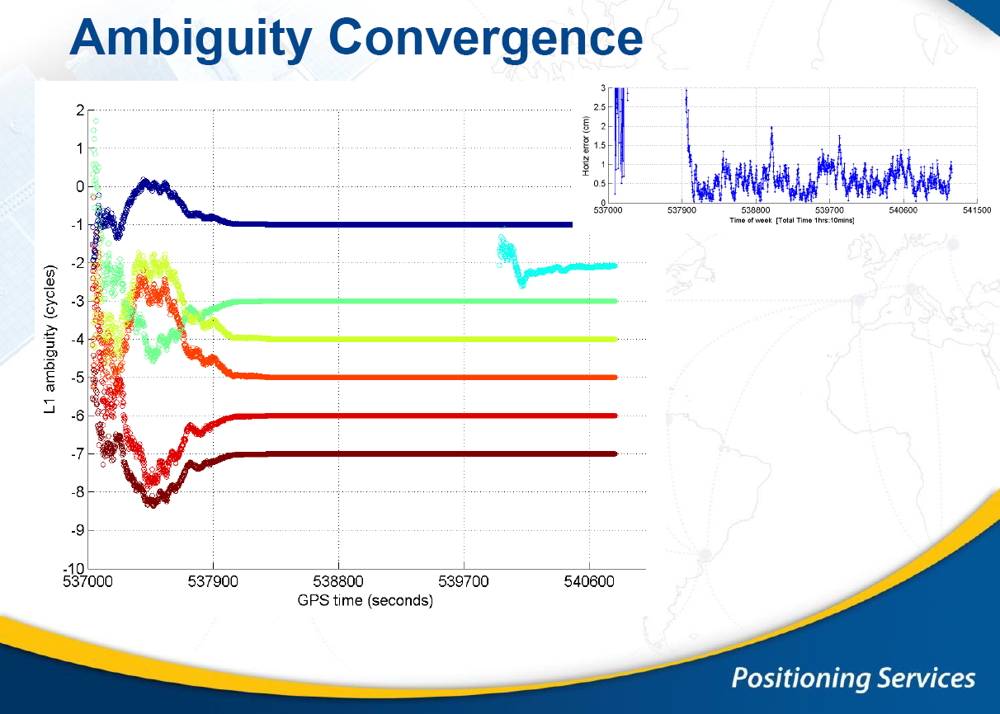 Ambiguity Convergence
2
1
0
-1
-2
-3
-4
-5
-6
-7
-8
-9
-10
L1 ambiguity (cycles)
537000 537900 538800 539700 540600
GPS time (seconds)
3
2.5
2
1.5
1
0.5
0
Horiz error (cm)
537000 537900 538800 539700 540600 541500
Time of week [Total Time 1hrs:10mins]
Positioning Services